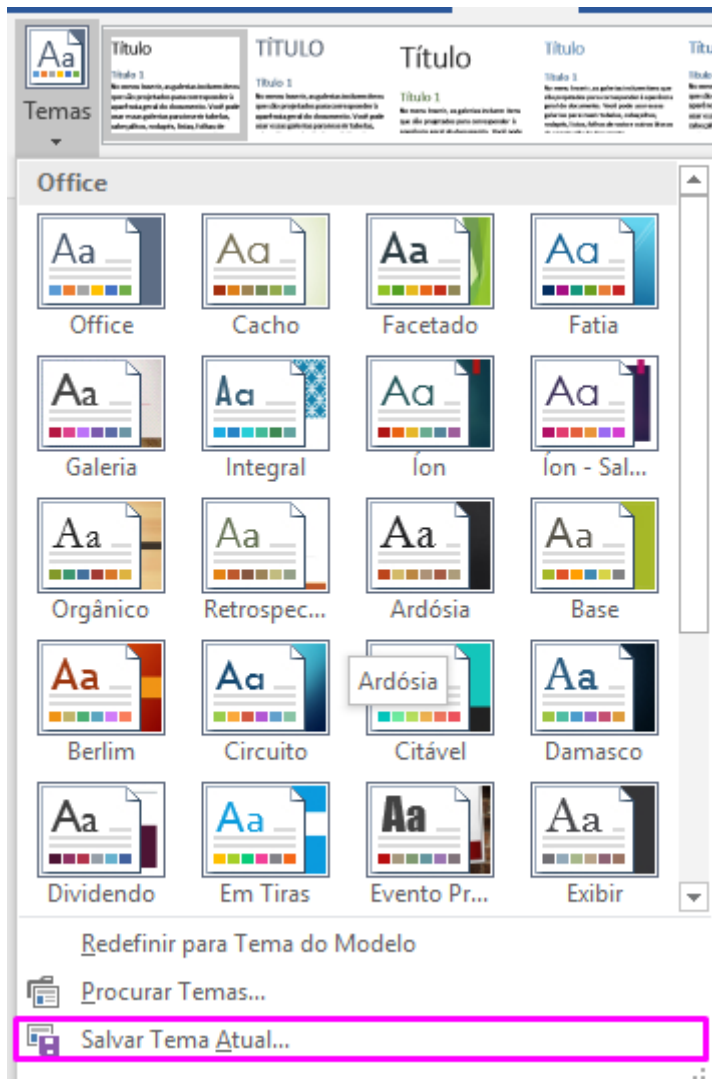 Título
TÍTULO
Título
Título
Títu
Título 1
Título 1
Título 1
Título 1
Temas
Office
Aa
Aa
Aa
Aa
Office
Cacho
Facetado
Fatia
Aa
Aa
Aa
Aa
Galeria
Integral
Íon
Íon - Sal...
Aa
Aa
Aa
Aa
Orgânico
Retrospec...
Ardósia
Base
Aa
Aa
Ardósia
Aa
Berlim
Circuito
Citável
Damasco
Aa
Aa
Aa
Aa
Dividendo
Em Tiras
Evento Pr...
Exibir
Redefinir para Tema do Modelo
Procurar Temas...
Salvar Tema Atual...